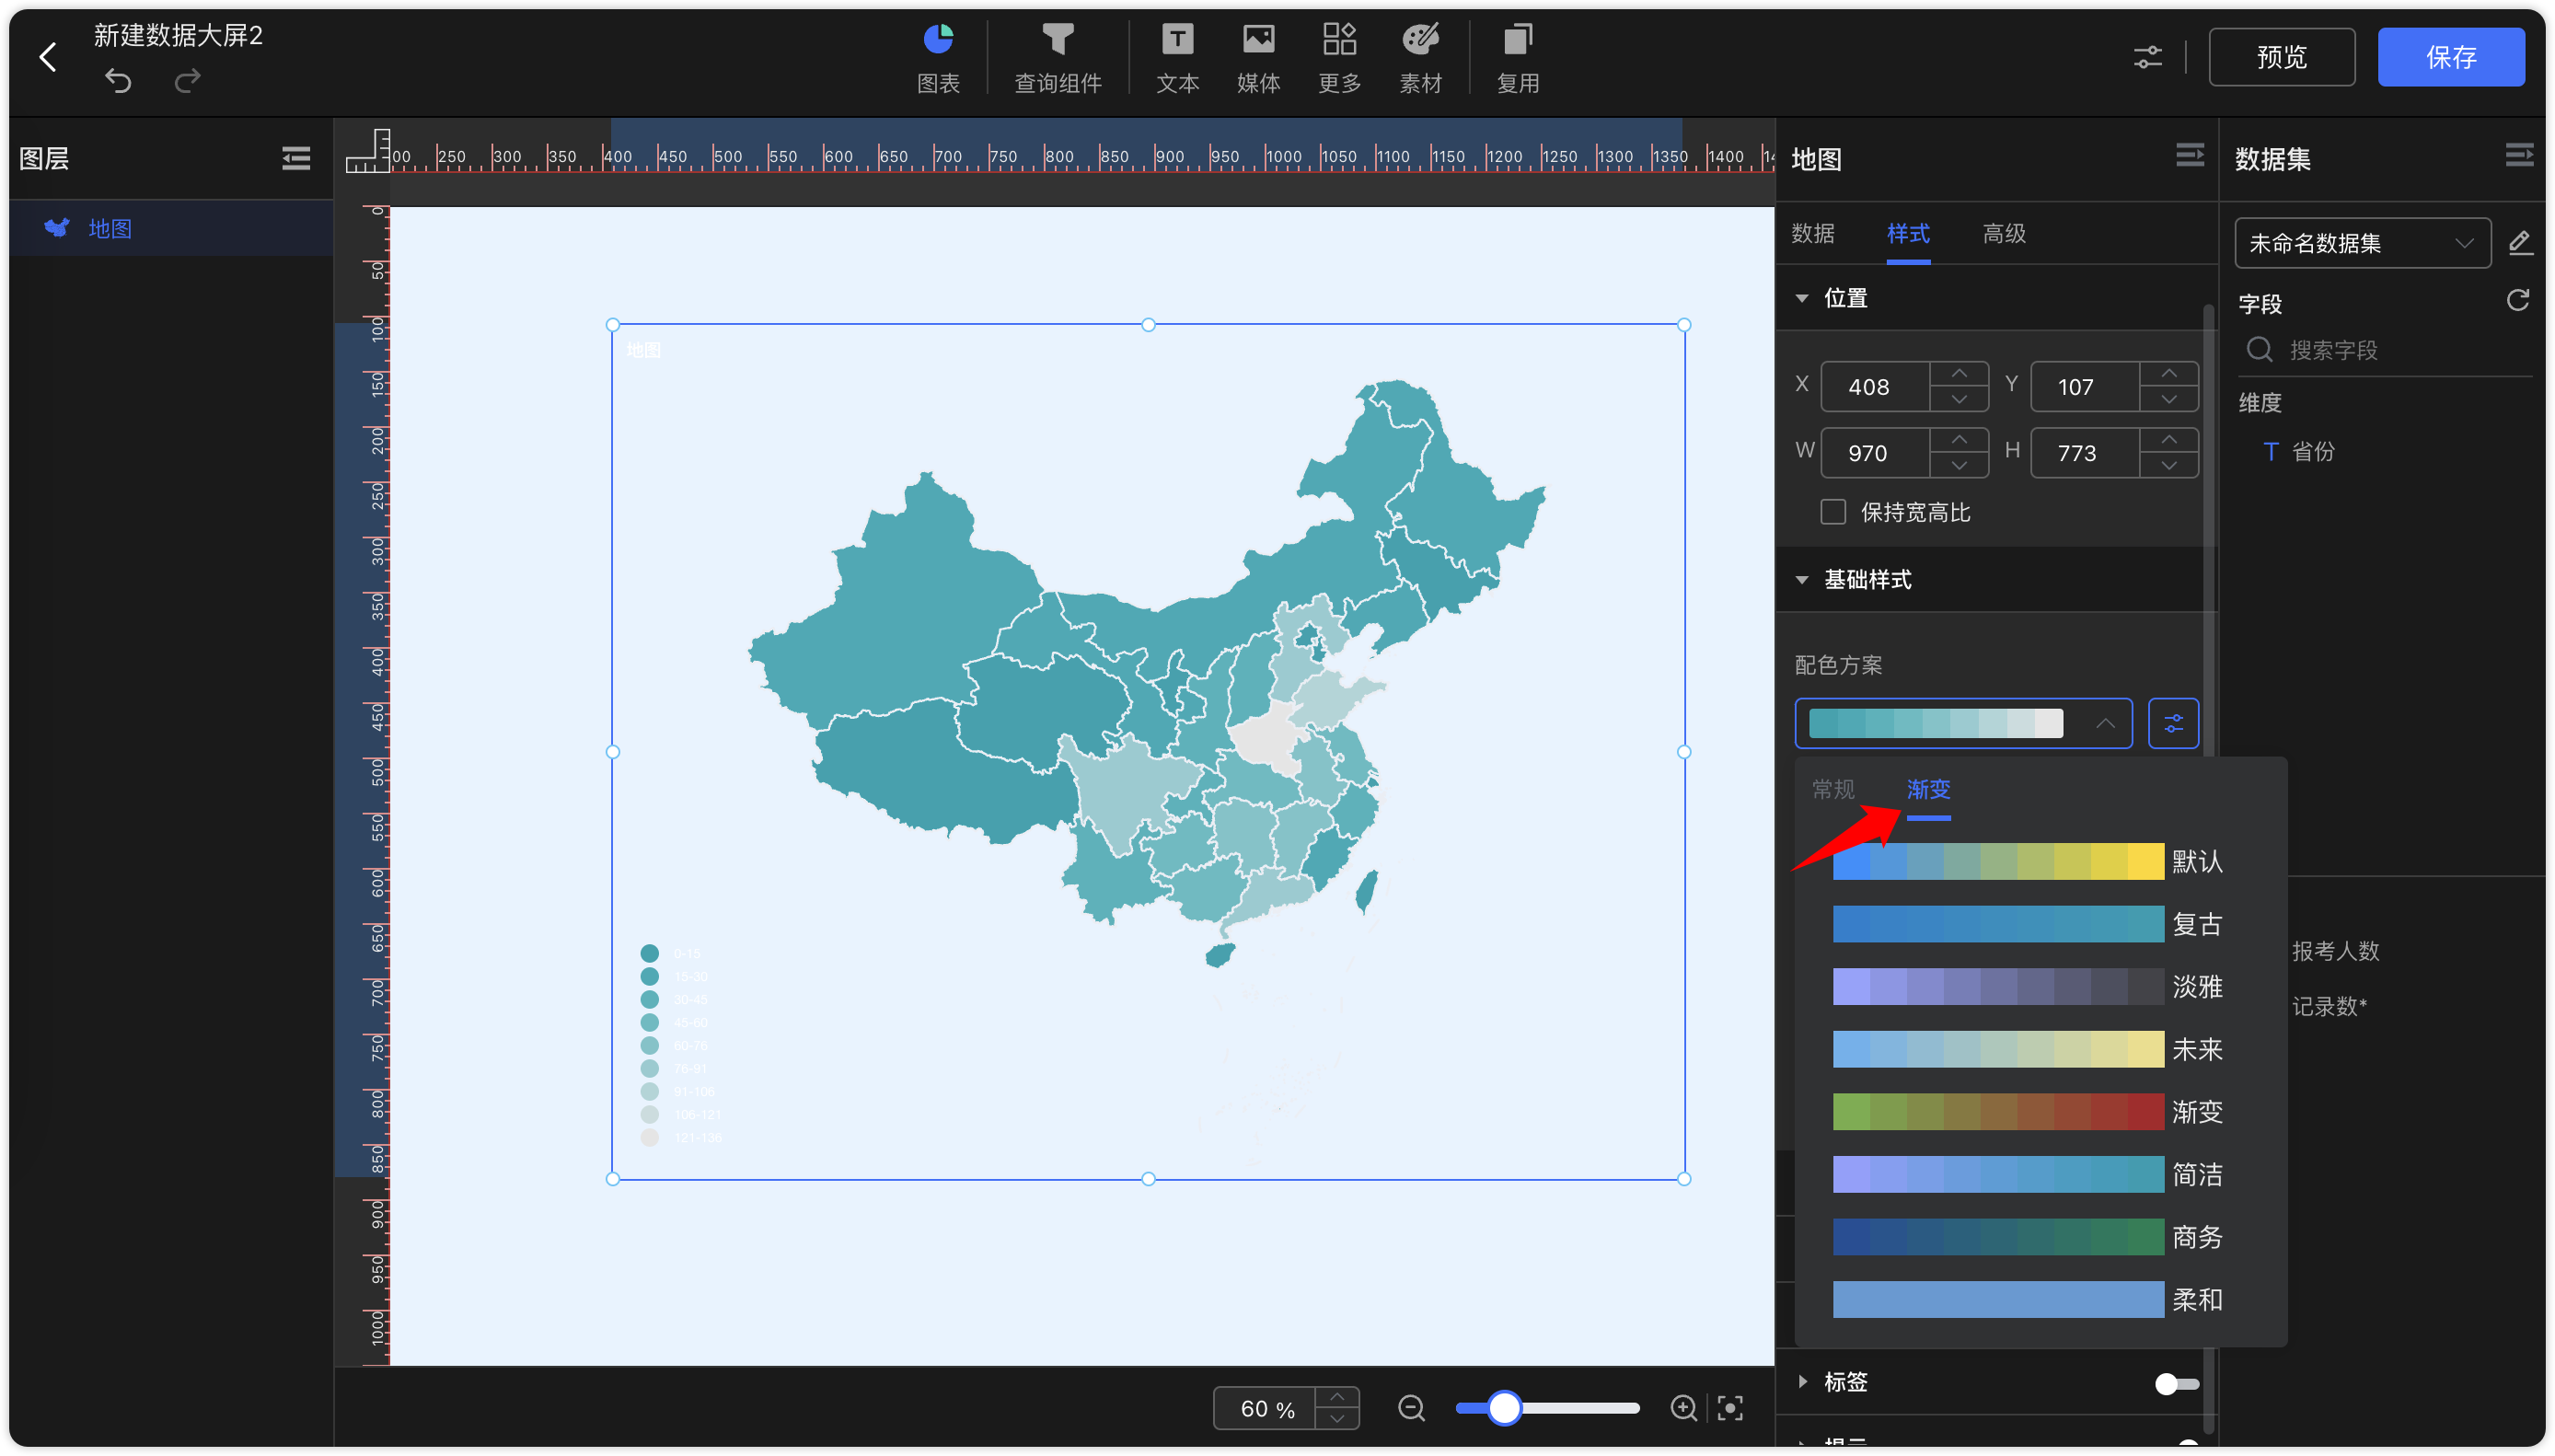 新建数据大屏2
图表
查询组件
文本
媒体
更多
素材
复用
预览
保存
图层
地图
00 250 300 350 400 450 500 550 600 650 700 750 800 850 900 950 1000 1050 1100 1150 1200 1250 1300 1350 1400
0
50
100
150
200
250
300
350
400
450
500
550
600
650
700
750
800
850
900
950
1000
地图
0-15
15-30
30-45
45-60
60-76
76-91
91-106
106-121
121-136
60 %
地图
数据 样式 高级
位置
X 408 Y 107
W 970 H 773
保持宽高比
基础样式
配色方案
常规 渐变
默认
复古
淡雅
未来
渐变
简洁
商务
柔和
标签
数据集
未命名数据集
字段
搜索字段
维度
T 省份
报考人数
记录数*